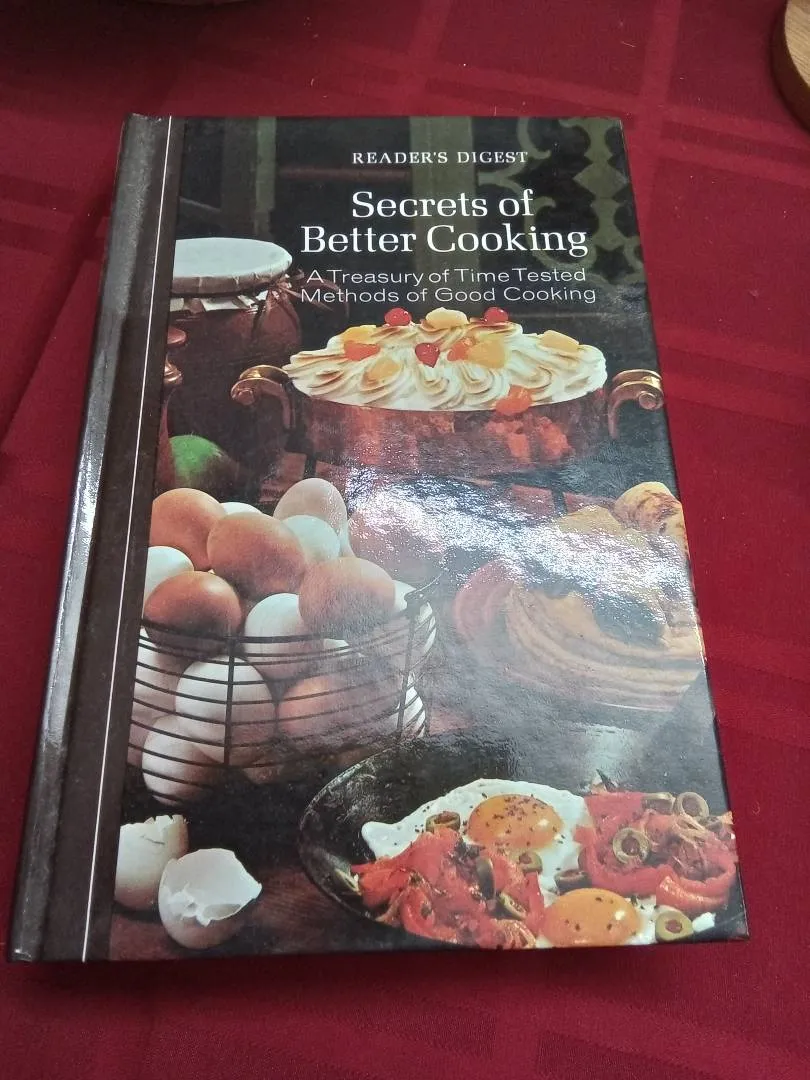 READER'S DIGEST
Secrets of
Better Cooking
A Treasury of Time Tested
Methods of Good Cooking